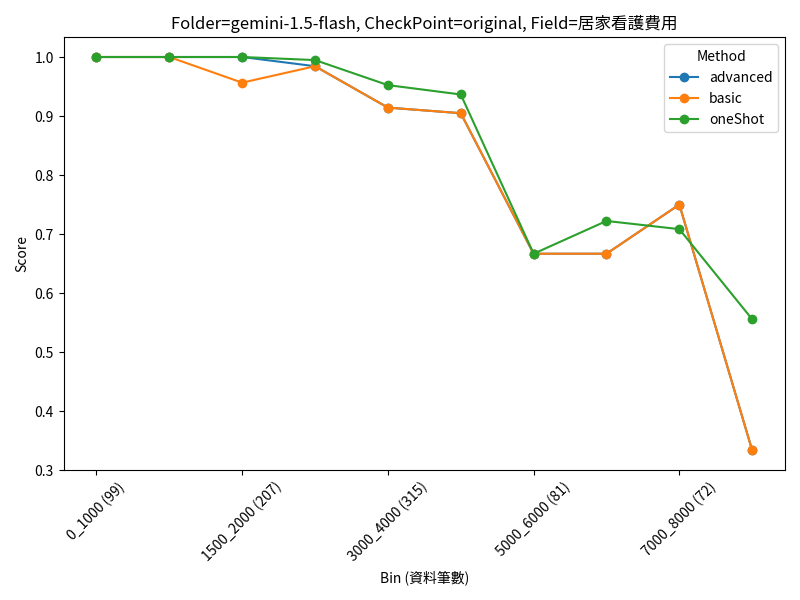 Folder=gemini-1.5-flash, CheckPoint=original, Field=居家看護費用
Method
advanced
basic
oneShot
Score
1.0
0.9
0.8
0.7
0.6
0.5
0.4
0.3
0_1000 (99)
1500_2000 (207)
3000_4000 (315)
5000_6000 (81)
7000_8000 (72)
Bin (資料筆數)